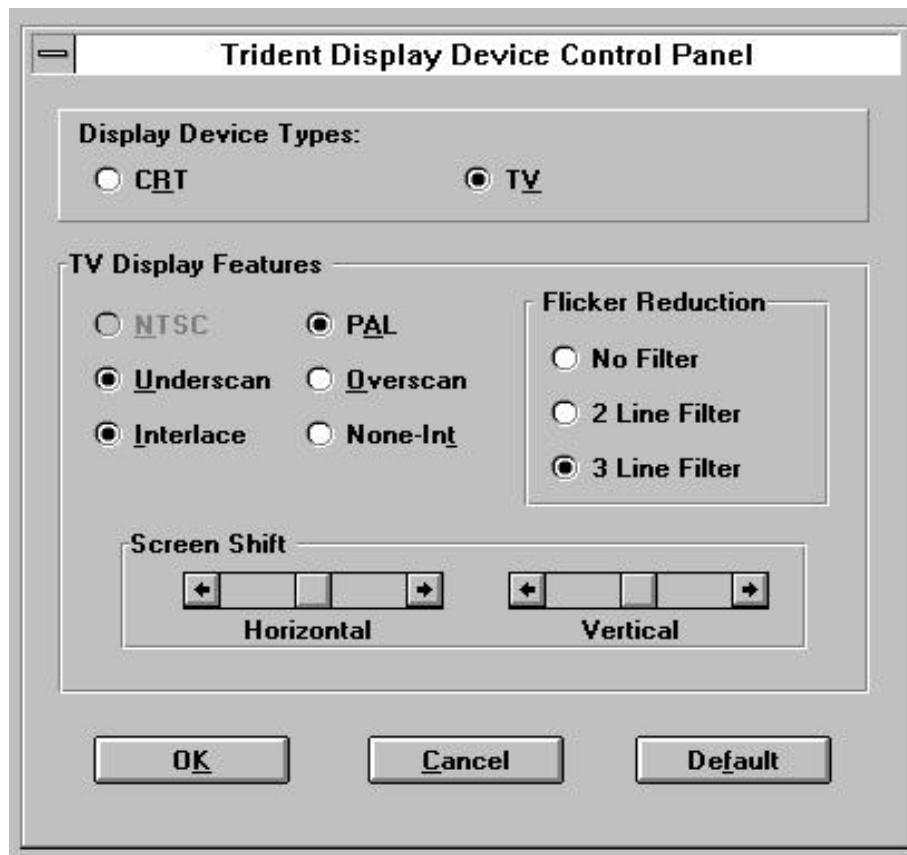 Trident Display Device Control Panel
Display Device Types:
CRT TV
TV Display Features
NTSC PAL
Underscan Overscan
Interlace None-Int
Flicker Reduction
No Filter
2 Line Filter
3 Line Filter
Screen Shift
Horizontal Vertical
OK Cancel Default